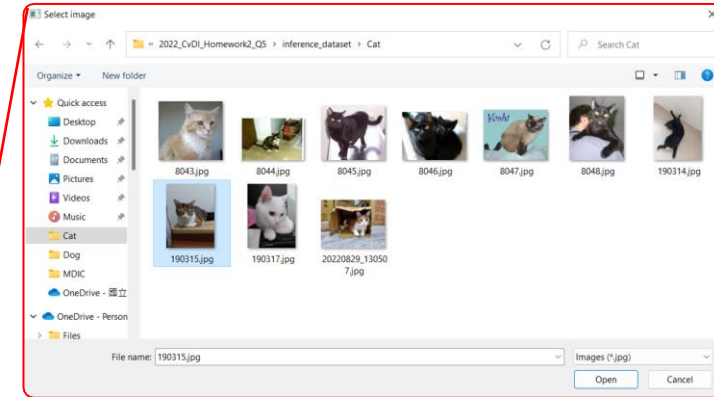 Select image
« 2022_CvDI_Homework2_Q5 › inference_dataset › Cat
Search Cat
Organize
New folder
Quick access
Desktop
Downloads
Documents
Pictures
Videos
Music
Cat
Dog
MDIC
OneDrive - 國立
OneDrive - Person
Files
Yoshi
8043.jpg
8044.jpg
8045.jpg
8046.jpg
8047.jpg
8048.jpg
190314.jpg
190315.jpg
190317.jpg
20220829_13050
7.jpg
File name: 190315.jpg
Images (*.jpg)
Open
Cancel